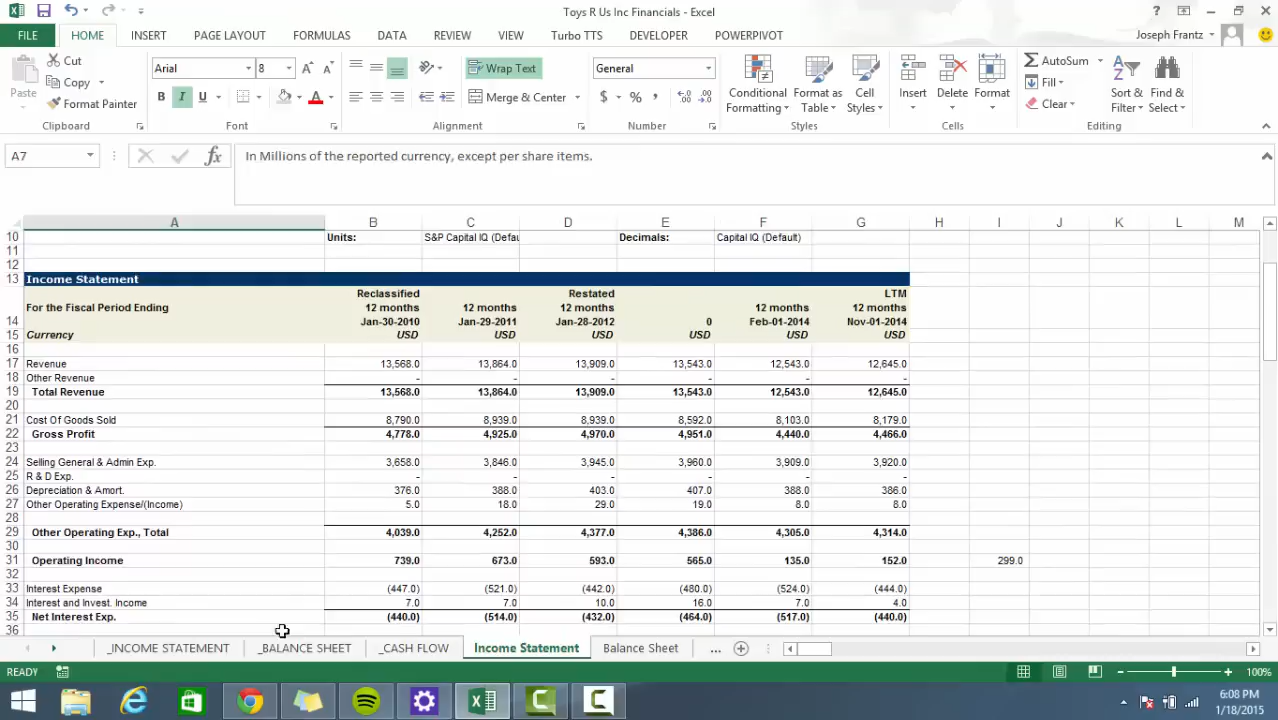 Toys R Us Inc Financials - Excel
FILE HOME INSERT PAGE LAYOUT FORMULAS DATA REVIEW VIEW Turbo TTS DEVELOPER POWERPIVOT Joseph Frantz
Paste Cut Copy Format Painter
Arial 8
B I U A
Wrap Text
Merge & Center
General
$ % ,
Conditional Formatting Format as Table Cell Styles
Insert Delete Format
AutoSum Fill Clear
Sort & Filter Find & Select
Clipboard Font Alignment Number Styles Cells Editing
A7 fx In Millions of the reported currency, except per share items.
A B C D E F G H I J K L M
10 Units: S&P Capital IQ (Defau Decimals: Capital IQ (Default)
11
12
13 Income Statement
Reclassified Restated LTM
For the Fiscal Period Ending 12 months 12 months 12 months 12 months 12 months
14 Jan-30-2010 Jan-29-2011 Jan-28-2012 0 Feb-01-2014 Nov-01-2014
15 Currency USD USD USD USD USD USD
16
17 Revenue 13,568.0 13,864.0 13,909.0 13,543.0 12,543.0 12,645.0
18 Other Revenue - - - - - -
19 Total Revenue 13,568.0 13,864.0 13,909.0 13,543.0 12,543.0 12,645.0
20
21 Cost Of Goods Sold 8,790.0 8,939.0 8,939.0 8,592.0 8,103.0 8,179.0
22 Gross Profit 4,778.0 4,925.0 4,970.0 4,951.0 4,440.0 4,466.0
23
24 Selling General & Admin Exp. 3,658.0 3,846.0 3,945.0 3,960.0 3,909.0 3,920.0
25 R & D Exp. - - - - - -
26 Depreciation & Amort. 376.0 388.0 403.0 407.0 388.0 386.0
27 Other Operating Expense/(Income) 5.0 18.0 29.0 19.0 8.0 8.0
28
29 Other Operating Exp., Total 4,039.0 4,252.0 4,377.0 4,386.0 4,305.0 4,314.0
30
31 Operating Income 739.0 673.0 593.0 565.0 135.0 152.0 299.0
32
33 Interest Expense (447.0) (521.0) (442.0) (480.0) (524.0) (444.0)
34 Interest and Invest. Income 7.0 7.0 10.0 16.0 7.0 4.0
35 Net Interest Exp. (440.0) (514.0) (432.0) (464.0) (517.0) (440.0)
36
_INCOME STATEMENT _BALANCE SHEET _CASH FLOW Income Statement Balance Sheet ...
READY 100%
6:08 PM
1/18/2015